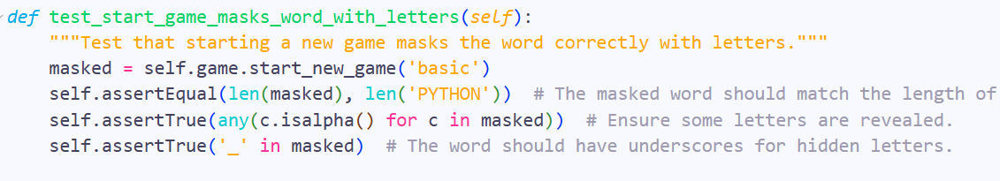 def test_start_game_masks_word_with_letters(self):
    """Test that starting a new game masks the word correctly with letters."""
    masked = self.game.start_new_game('basic')
    self.assertEqual(len(masked), len('PYTHON'))  # The masked word should match the length of
    self.assertTrue(any(c.isalpha() for c in masked))  # Ensure some letters are revealed.
    self.assertTrue('_' in masked)  # The word should have underscores for hidden letters.